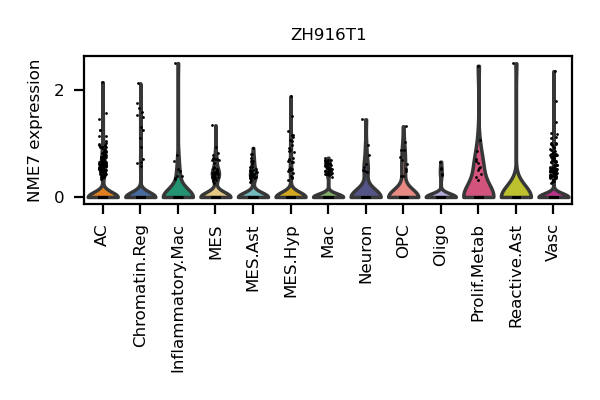 ZH916T1
NME7 expression
2
0
AC
Chromatin.Reg
Inflammatory.Mac
MES
MES.Ast
MES.Hyp
Mac
Neuron
OPC
Oligo
Prolif.Metab
Reactive.Ast
Vasc